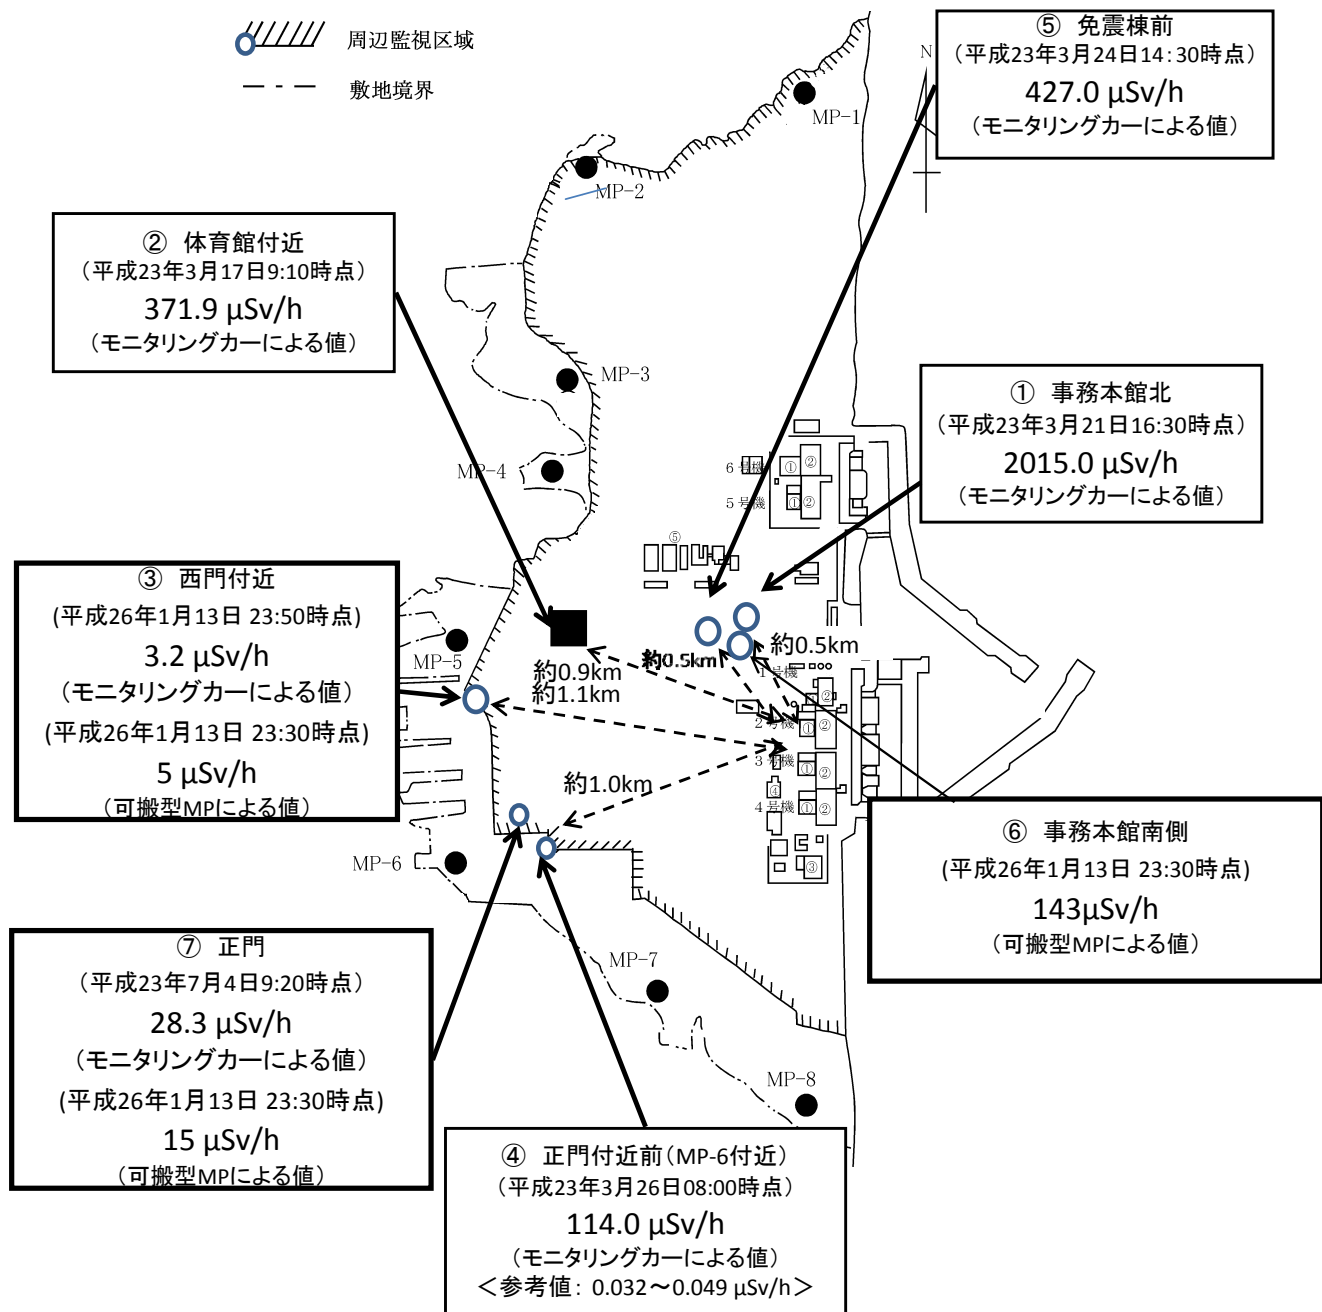 周辺監視区域
敷地境界
⑤ 免震棟前
（平成23年3月24日14：30時点）
427.0 μSv/h
（モニタリングカーによる値）
N
MP-1
MP-2
② 体育館付近
（平成23年3月17日9:10時点）
371.9 μSv/h
（モニタリングカーによる値）
MP-3
① 事務本館北
（平成23年3月21日16:30時点）
2015.0 μSv/h
（モニタリングカーによる値）
MP-4
6号機
① ②
5号機
① ②
⑤
③ 西門付近
(平成26年1月13日 23:50時点)
3.2 μSv/h
（モニタリングカーによる値）
(平成26年1月13日 23:30時点)
5 μSv/h
（可搬型MPによる値）
MP-5
約0.9km
約1.1km
約0.5km
約0.5km
1号機
②
2号機
① ②
3号機
① ②
④
4号機
① ②
③
約1.0km
⑥ 事務本館南側
(平成26年1月13日 23:30時点)
143μSv/h
（可搬型MPによる値）
MP-6
⑦ 正門
（平成23年7月4日9:20時点）
28.3 μSv/h
（モニタリングカーによる値）
(平成26年1月13日 23:30時点)
15 μSv/h
（可搬型MPによる値）
MP-7
MP-8
④ 正門付近前（MP-6付近）
（平成23年3月26日08:00時点）
114.0 μSv/h
（モニタリングカーによる値）
＜参考値：0.032～0.049 μSv/h＞